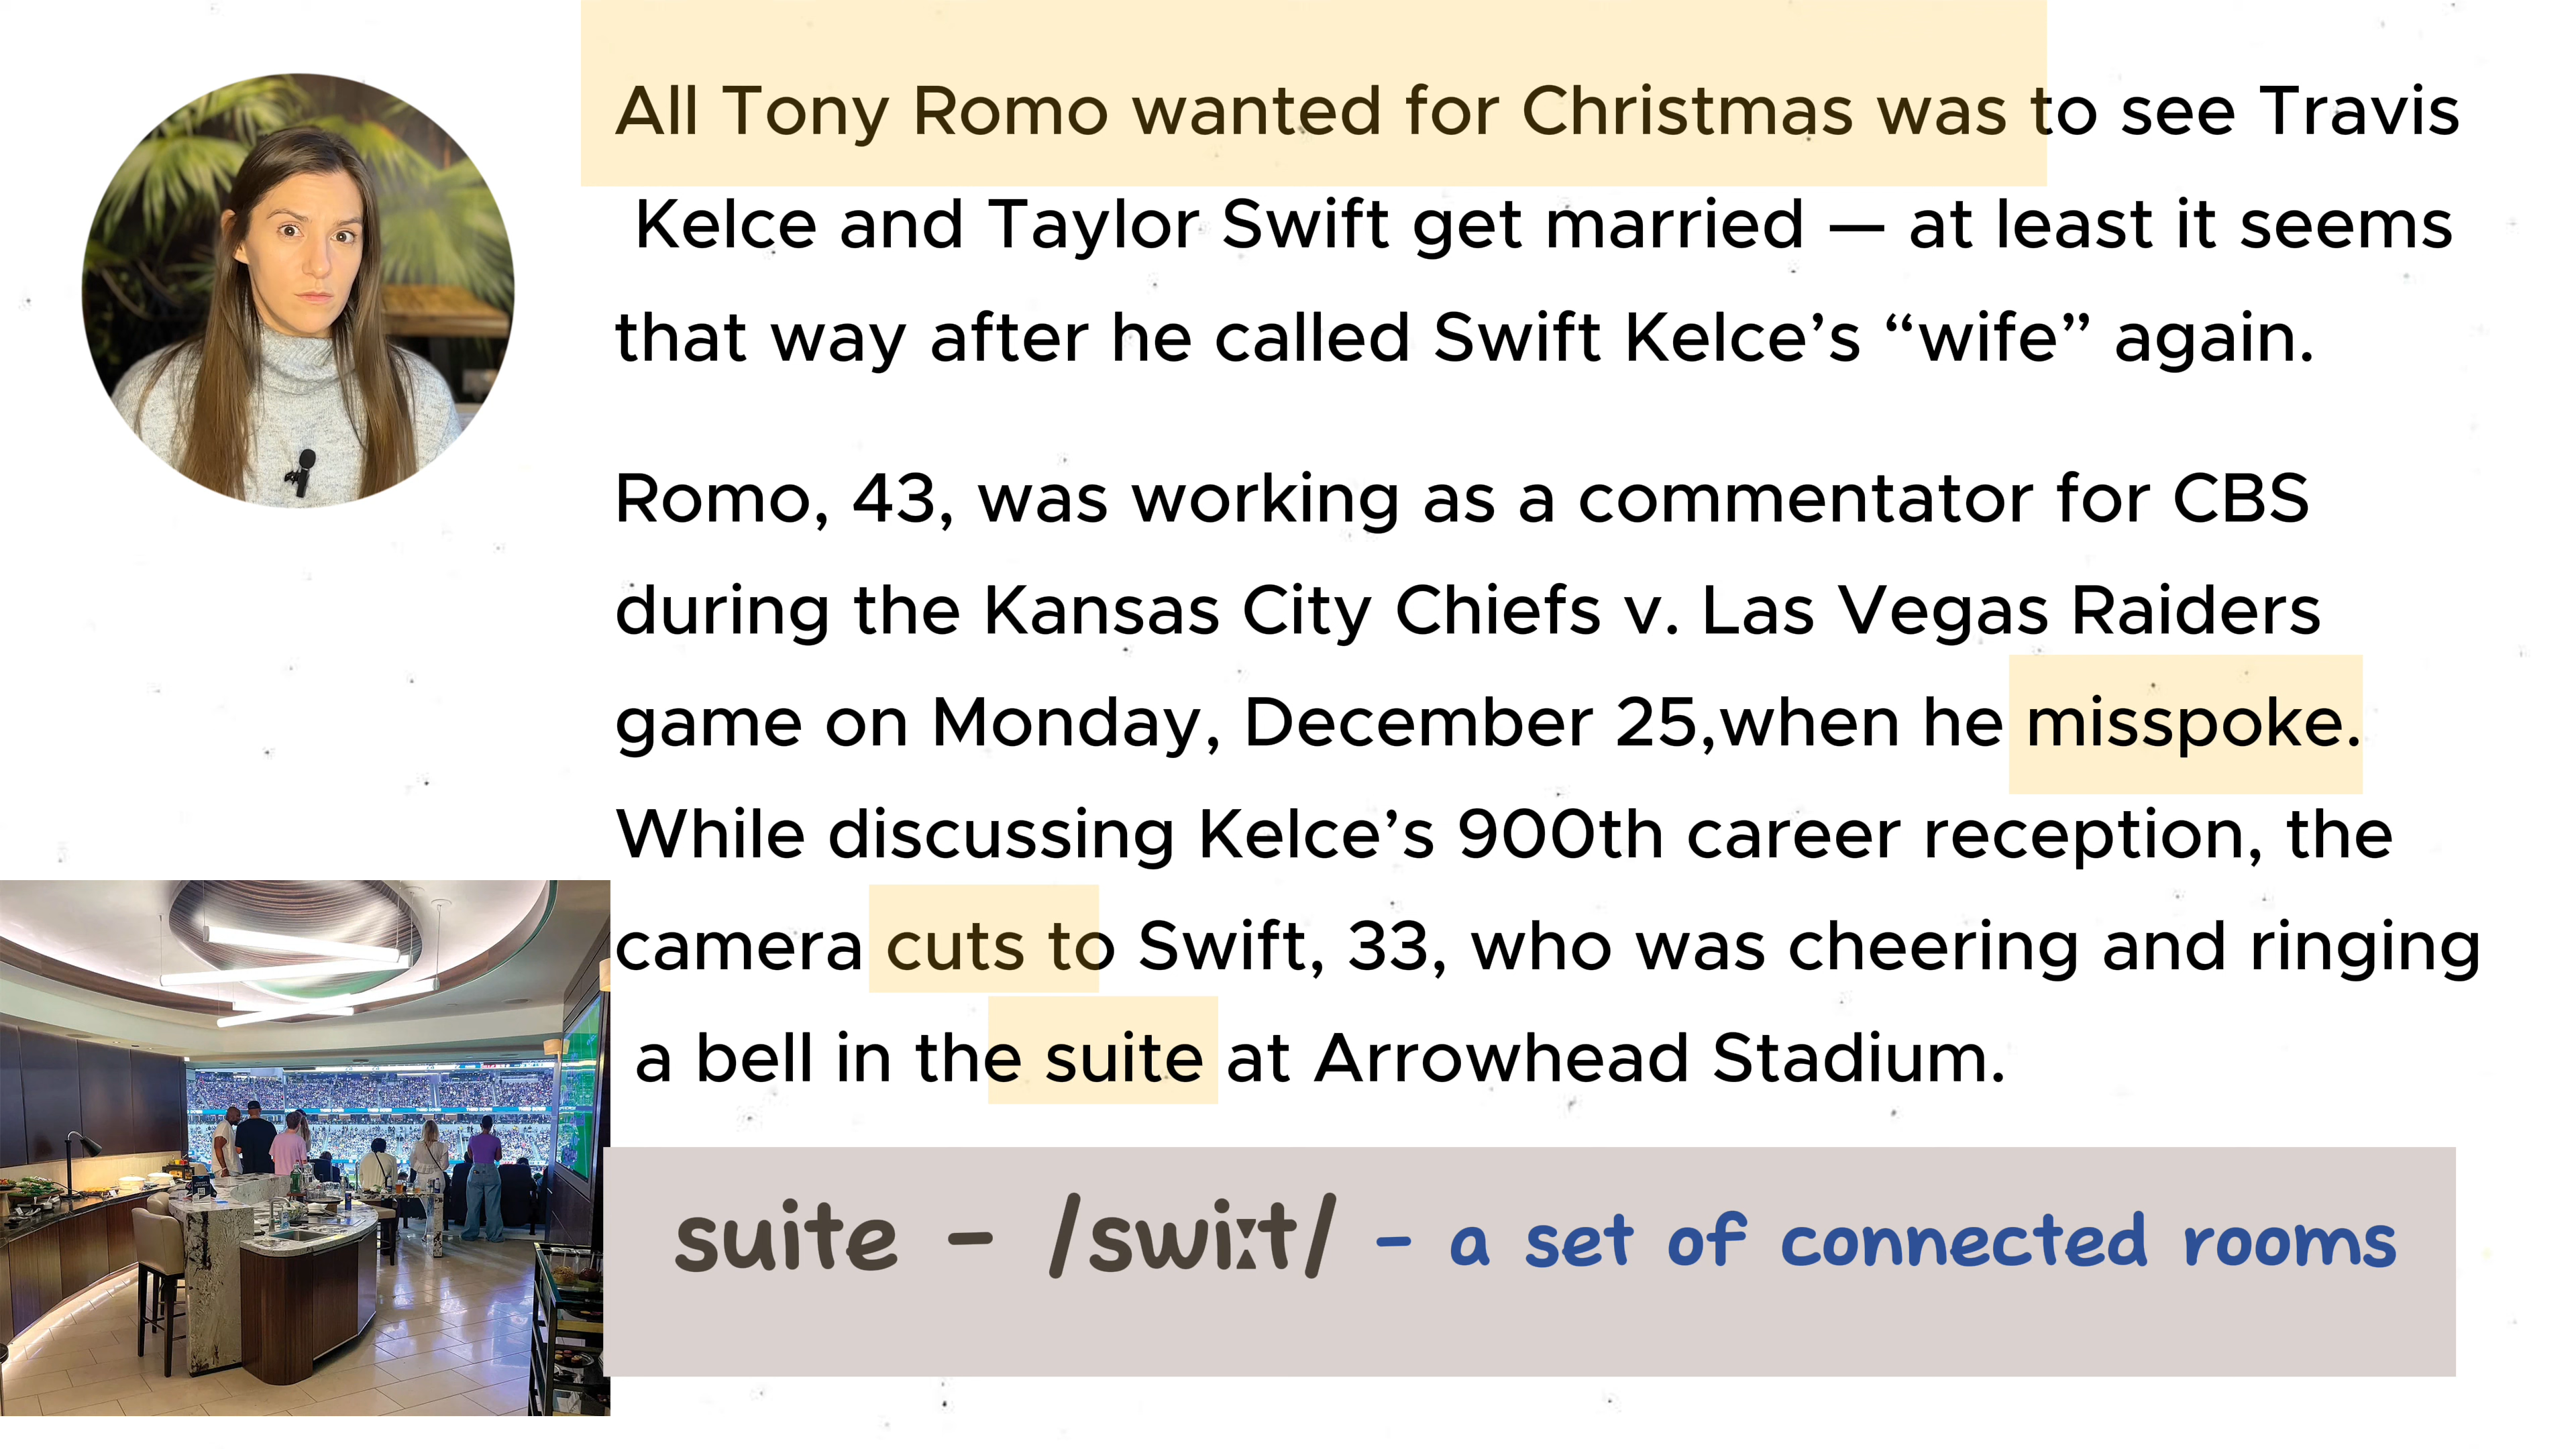 All Tony Romo wanted for Christmas was to see Travis
Kelce and Taylor Swift get married — at least it seems
that way after he called Swift Kelce’s “wife” again.
Romo, 43, was working as a commentator for CBS
during the Kansas City Chiefs v. Las Vegas Raiders
game on Monday, December 25,when he misspoke.
While discussing Kelce’s 900th career reception, the
camera cuts to Swift, 33, who was cheering and ringing
a bell in the suite at Arrowhead Stadium.
suite - /swiːt/ - a set of connected rooms